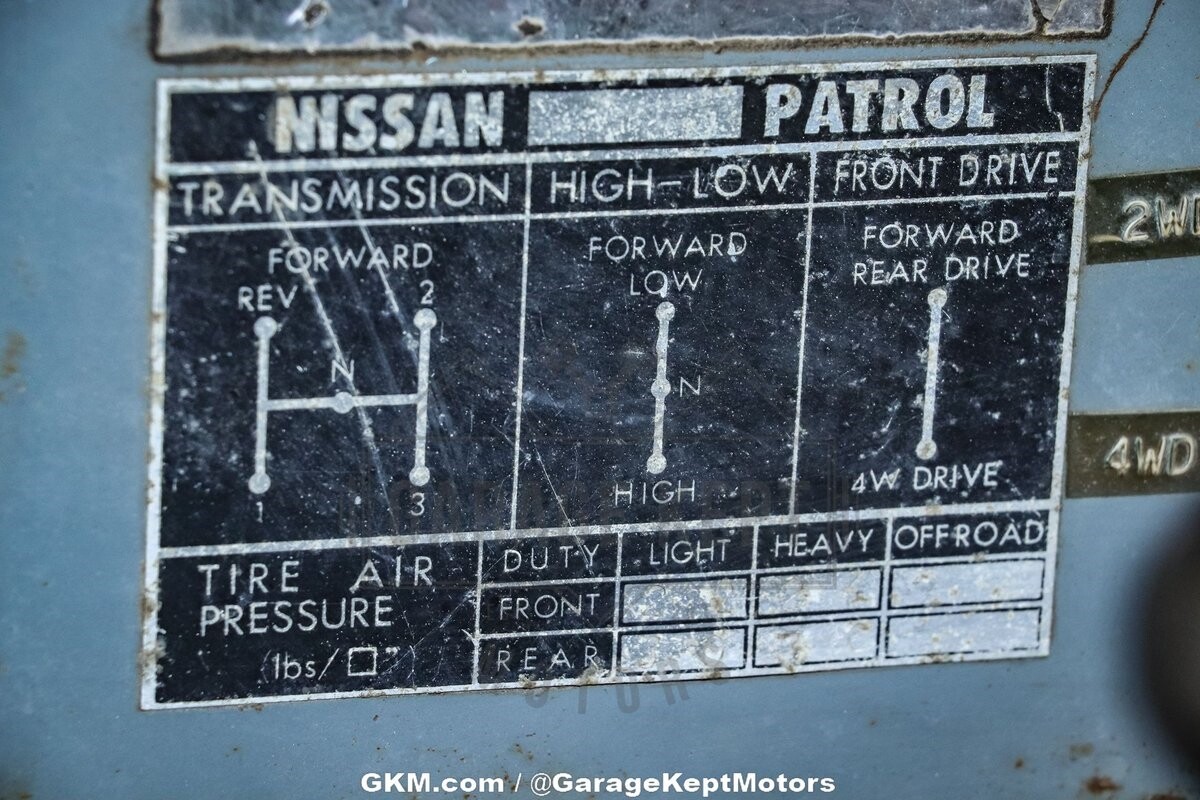 NISSAN PATROL
TRANSMISSION HIGH-LOW FRONT DRIVE
FORWARD
REV 2
N
1 3
FORWARD
LOW
N
HIGH
FORWARD
REAR DRIVE
4W DRIVE
2WD
4WD
TIRE AIR
PRESSURE
(lbs/□")
DUTY LIGHT HEAVY OFFROAD
FRONT
REAR
GKM.com / @GarageKeptMotors